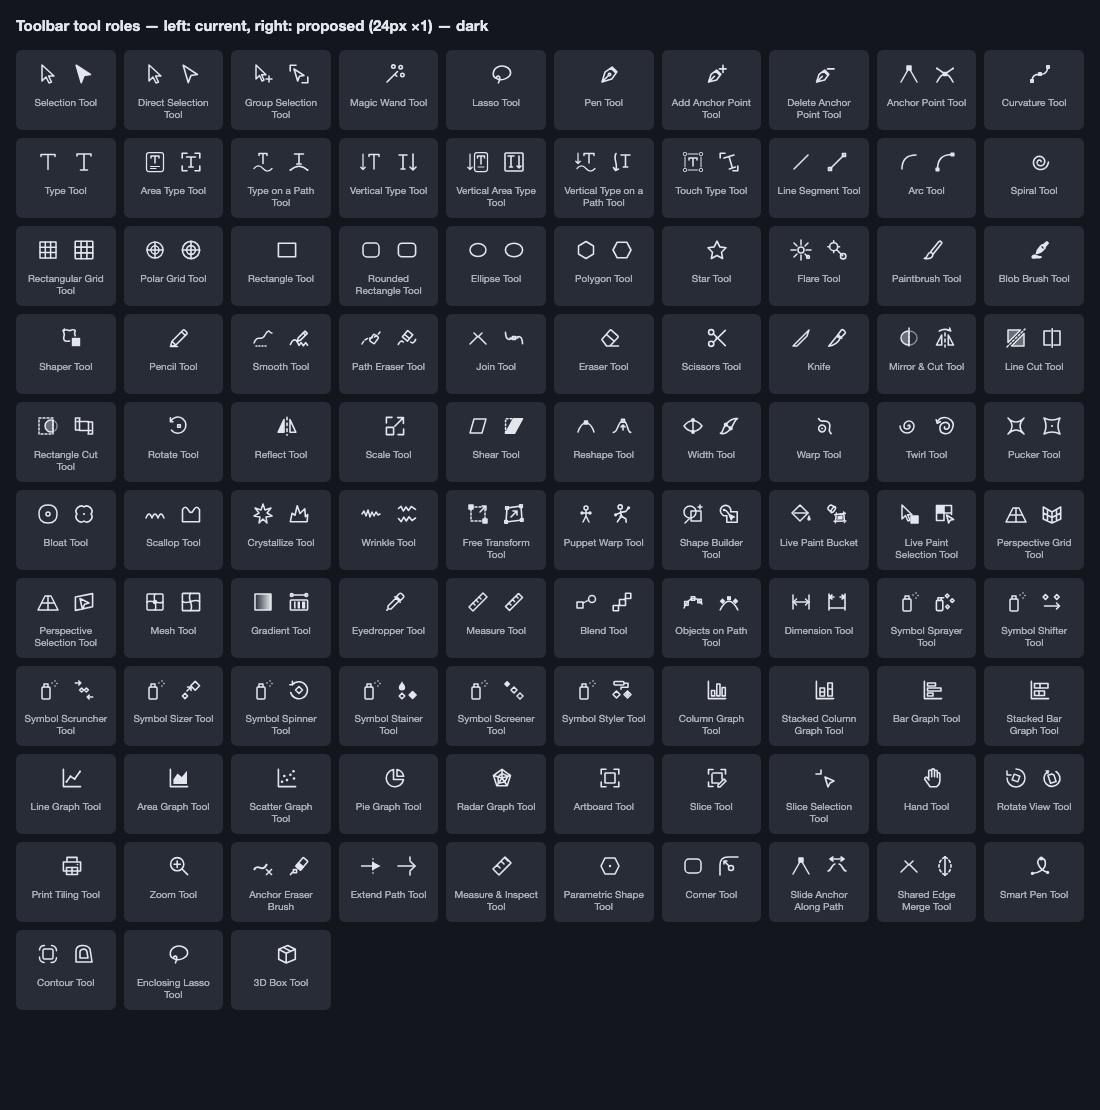 Toolbar tool roles — left: current, right: proposed (24px ×1) — dark
Selection Tool
Direct Selection
Tool
Group Selection
Tool
Magic Wand Tool
Lasso Tool
Pen Tool
Add Anchor Point
Tool
Delete Anchor
Point Tool
Anchor Point Tool
Curvature Tool
Type Tool
Area Type Tool
Type on a Path
Tool
Vertical Type Tool
Vertical Area Type
Tool
Vertical Type on a
Path Tool
Touch Type Tool
Line Segment Tool
Arc Tool
Spiral Tool
Rectangular Grid
Tool
Polar Grid Tool
Rectangle Tool
Rounded
Rectangle Tool
Ellipse Tool
Polygon Tool
Star Tool
Flare Tool
Paintbrush Tool
Blob Brush Tool
Shaper Tool
Pencil Tool
Smooth Tool
Path Eraser Tool
Join Tool
Eraser Tool
Scissors Tool
Knife
Mirror & Cut Tool
Line Cut Tool
Rectangle Cut
Tool
Rotate Tool
Reflect Tool
Scale Tool
Shear Tool
Reshape Tool
Width Tool
Warp Tool
Twirl Tool
Pucker Tool
Bloat Tool
Scallop Tool
Crystallize Tool
Wrinkle Tool
Free Transform
Tool
Puppet Warp Tool
Shape Builder
Tool
Live Paint Bucket
Live Paint
Selection Tool
Perspective Grid
Tool
Perspective
Selection Tool
Mesh Tool
Gradient Tool
Eyedropper Tool
Measure Tool
Blend Tool
Objects on Path
Tool
Dimension Tool
Symbol Sprayer
Tool
Symbol Shifter
Tool
Symbol Scruncher
Tool
Symbol Sizer Tool
Symbol Spinner
Tool
Symbol Stainer
Tool
Symbol Screener
Tool
Symbol Styler Tool
Column Graph
Tool
Stacked Column
Graph Tool
Bar Graph Tool
Stacked Bar
Graph Tool
Line Graph Tool
Area Graph Tool
Scatter Graph
Tool
Pie Graph Tool
Radar Graph Tool
Artboard Tool
Slice Tool
Slice Selection
Tool
Hand Tool
Rotate View Tool
Print Tiling Tool
Zoom Tool
Anchor Eraser
Brush
Extend Path Tool
Measure & Inspect
Tool
Parametric Shape
Tool
Corner Tool
Slide Anchor
Along Path
Shared Edge
Merge Tool
Smart Pen Tool
Contour Tool
Enclosing Lasso
Tool
3D Box Tool